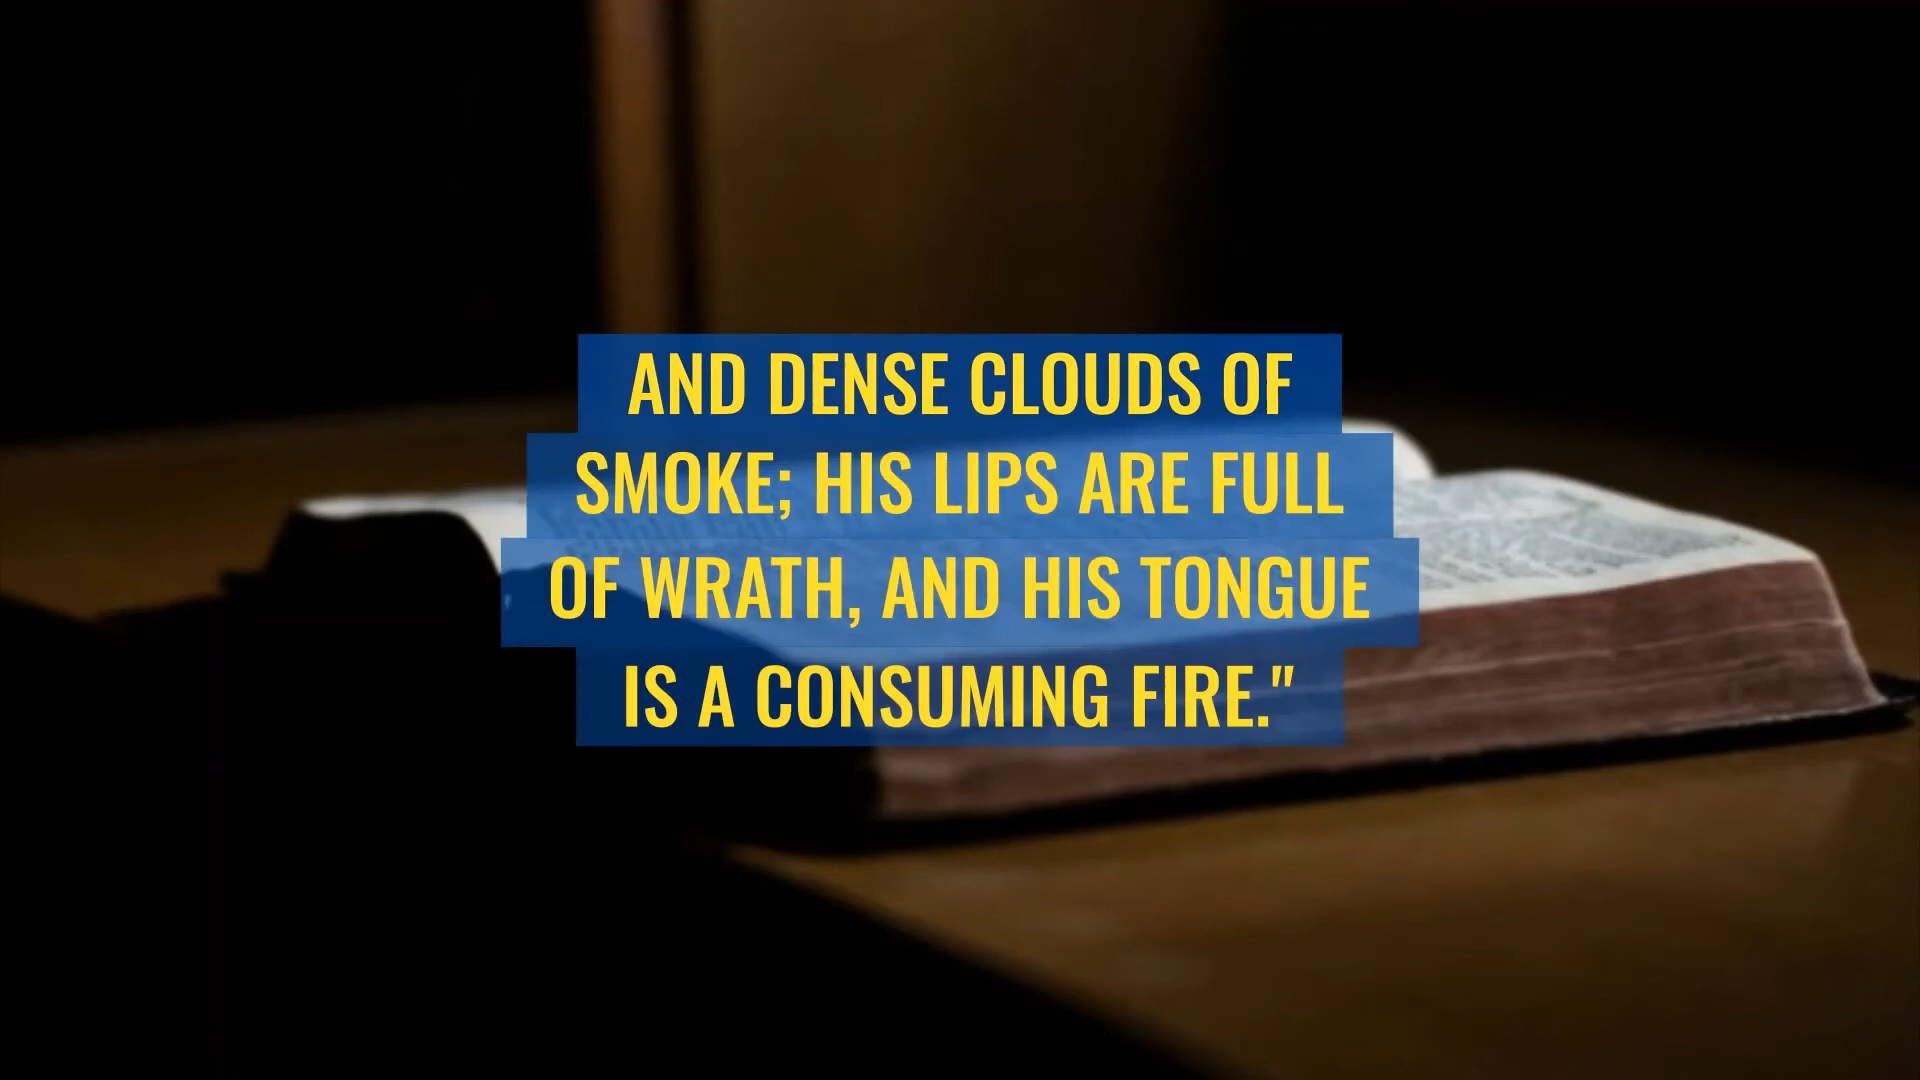 AND DENSE CLOUDS OF
SMOKE; HIS LIPS ARE FULL
OF WRATH, AND HIS TONGUE
IS A CONSUMING FIRE."